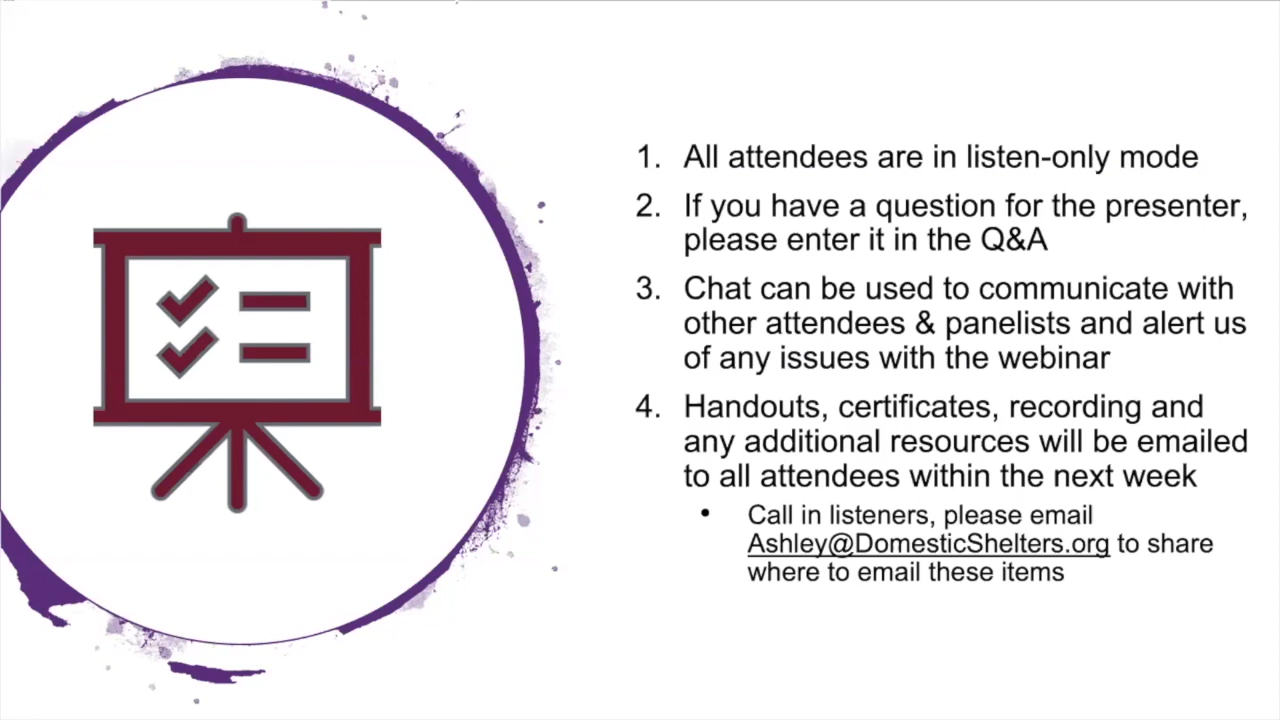 1. All attendees are in listen-only mode
2. If you have a question for the presenter,
please enter it in the Q&A
3. Chat can be used to communicate with
other attendees & panelists and alert us
of any issues with the webinar
4. Handouts, certificates, recording and
any additional resources will be emailed
to all attendees within the next week
• Call in listeners, please email
Ashley@DomesticShelters.org to share
where to email these items